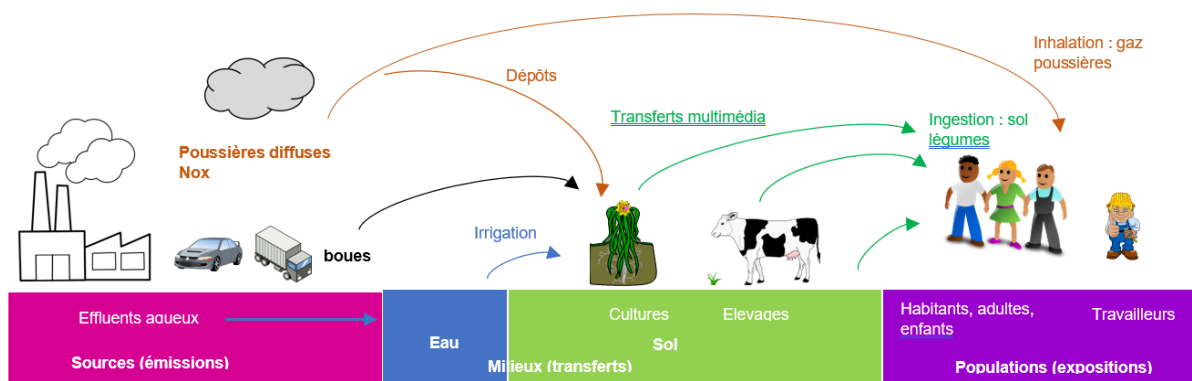 Inhalation : gaz
poussières
Dépôts
Transferts multimédia
Ingestion : sol
légumes
Poussières diffuses
Nox
boues
Irrigation
Effluents aqueux
Sources (émissions)
Eau
Cultures
Elevages
Sol
Milieux (transferts)
Habitants, adultes,
enfants
Travailleurs
Populations (expositions)